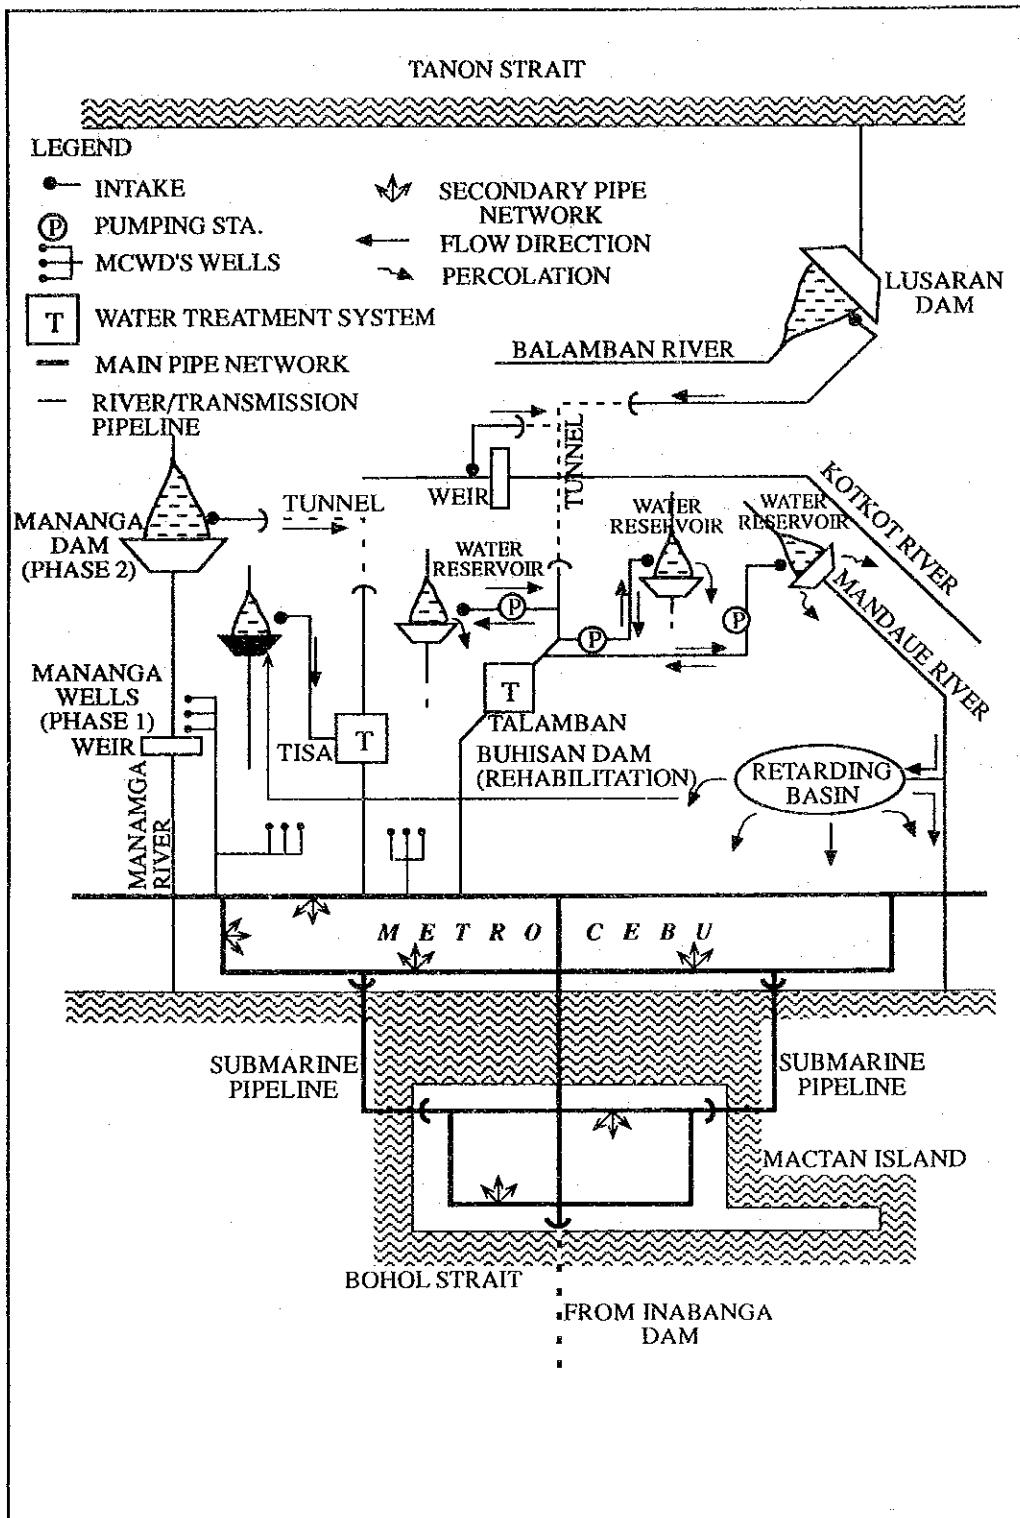 TANON STRAIT
LEGEND
INTAKE
P
PUMPING STA.
MCWD'S WELLS
T
WATER TREATMENT SYSTEM
MAIN PIPE NETWORK
RIVER/TRANSMISSION
PIPELINE
SECONDARY PIPE
NETWORK
FLOW DIRECTION
PERCOLATION
LUSARAN
DAM
BALAMBAN RIVER
TUNNEL
WEIR
KOTKOT RIVER
MANANGA
DAM
(PHASE 2)
TUNNEL
WATER
RESERVOIR
WATER
RESERVOIR
WATER
RESERVOIR
P
P
P
MANDAUE RIVER
MANANGA
WELLS
(PHASE 1)
WEIR
MANAMGA
RIVER
TISA
T
T
TALAMBAN
BUHISAN DAM
(REHABILITATION)
RETARDING
BASIN
METRO CEBU
SUBMARINE
PIPELINE
SUBMARINE
PIPELINE
MACTAN ISLAND
BOHOL STRAIT
FROM INABANGA
DAM